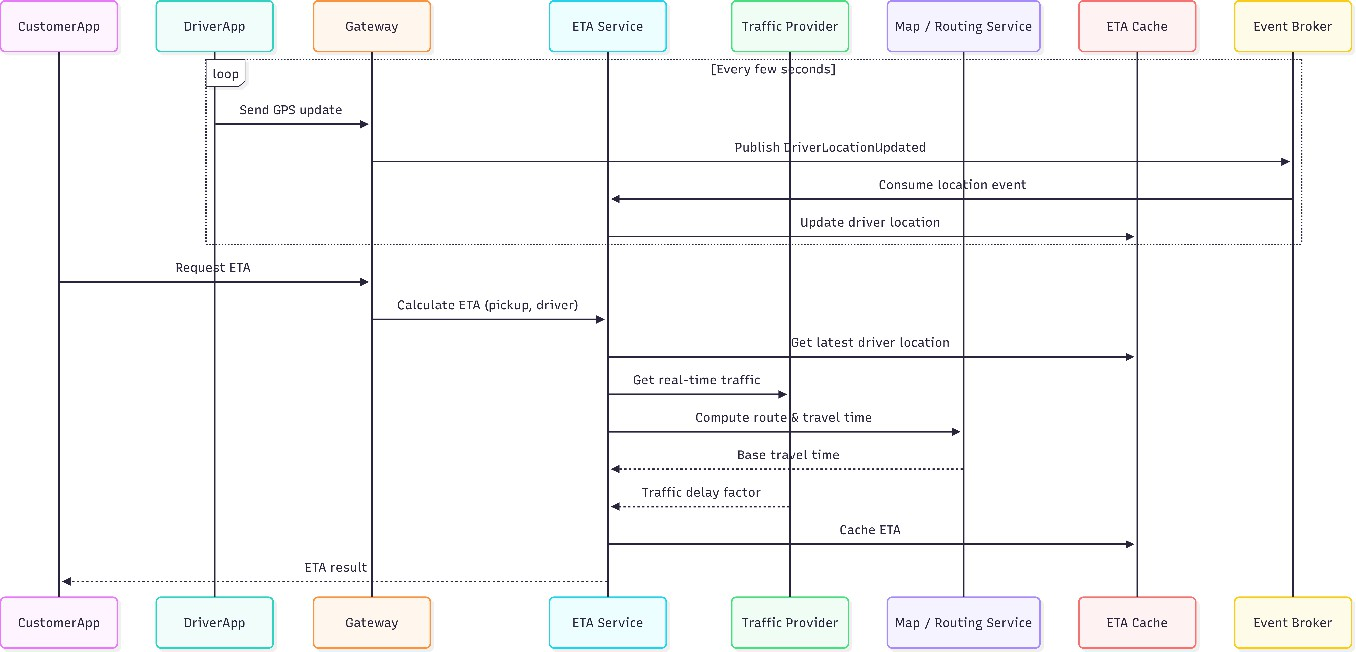 CustomerApp
DriverApp
Gateway
ETA Service
Traffic Provider
Map / Routing Service
ETA Cache
Event Broker
loop
[Every few seconds]
Send GPS update
Publish DriverLocationUpdated
Consume location event
Update driver location
Request ETA
Calculate ETA (pickup, driver)
Get latest driver location
Get real-time traffic
Compute route & travel time
Base travel time
Traffic delay factor
Cache ETA
ETA result
CustomerApp
DriverApp
Gateway
ETA Service
Traffic Provider
Map / Routing Service
ETA Cache
Event Broker